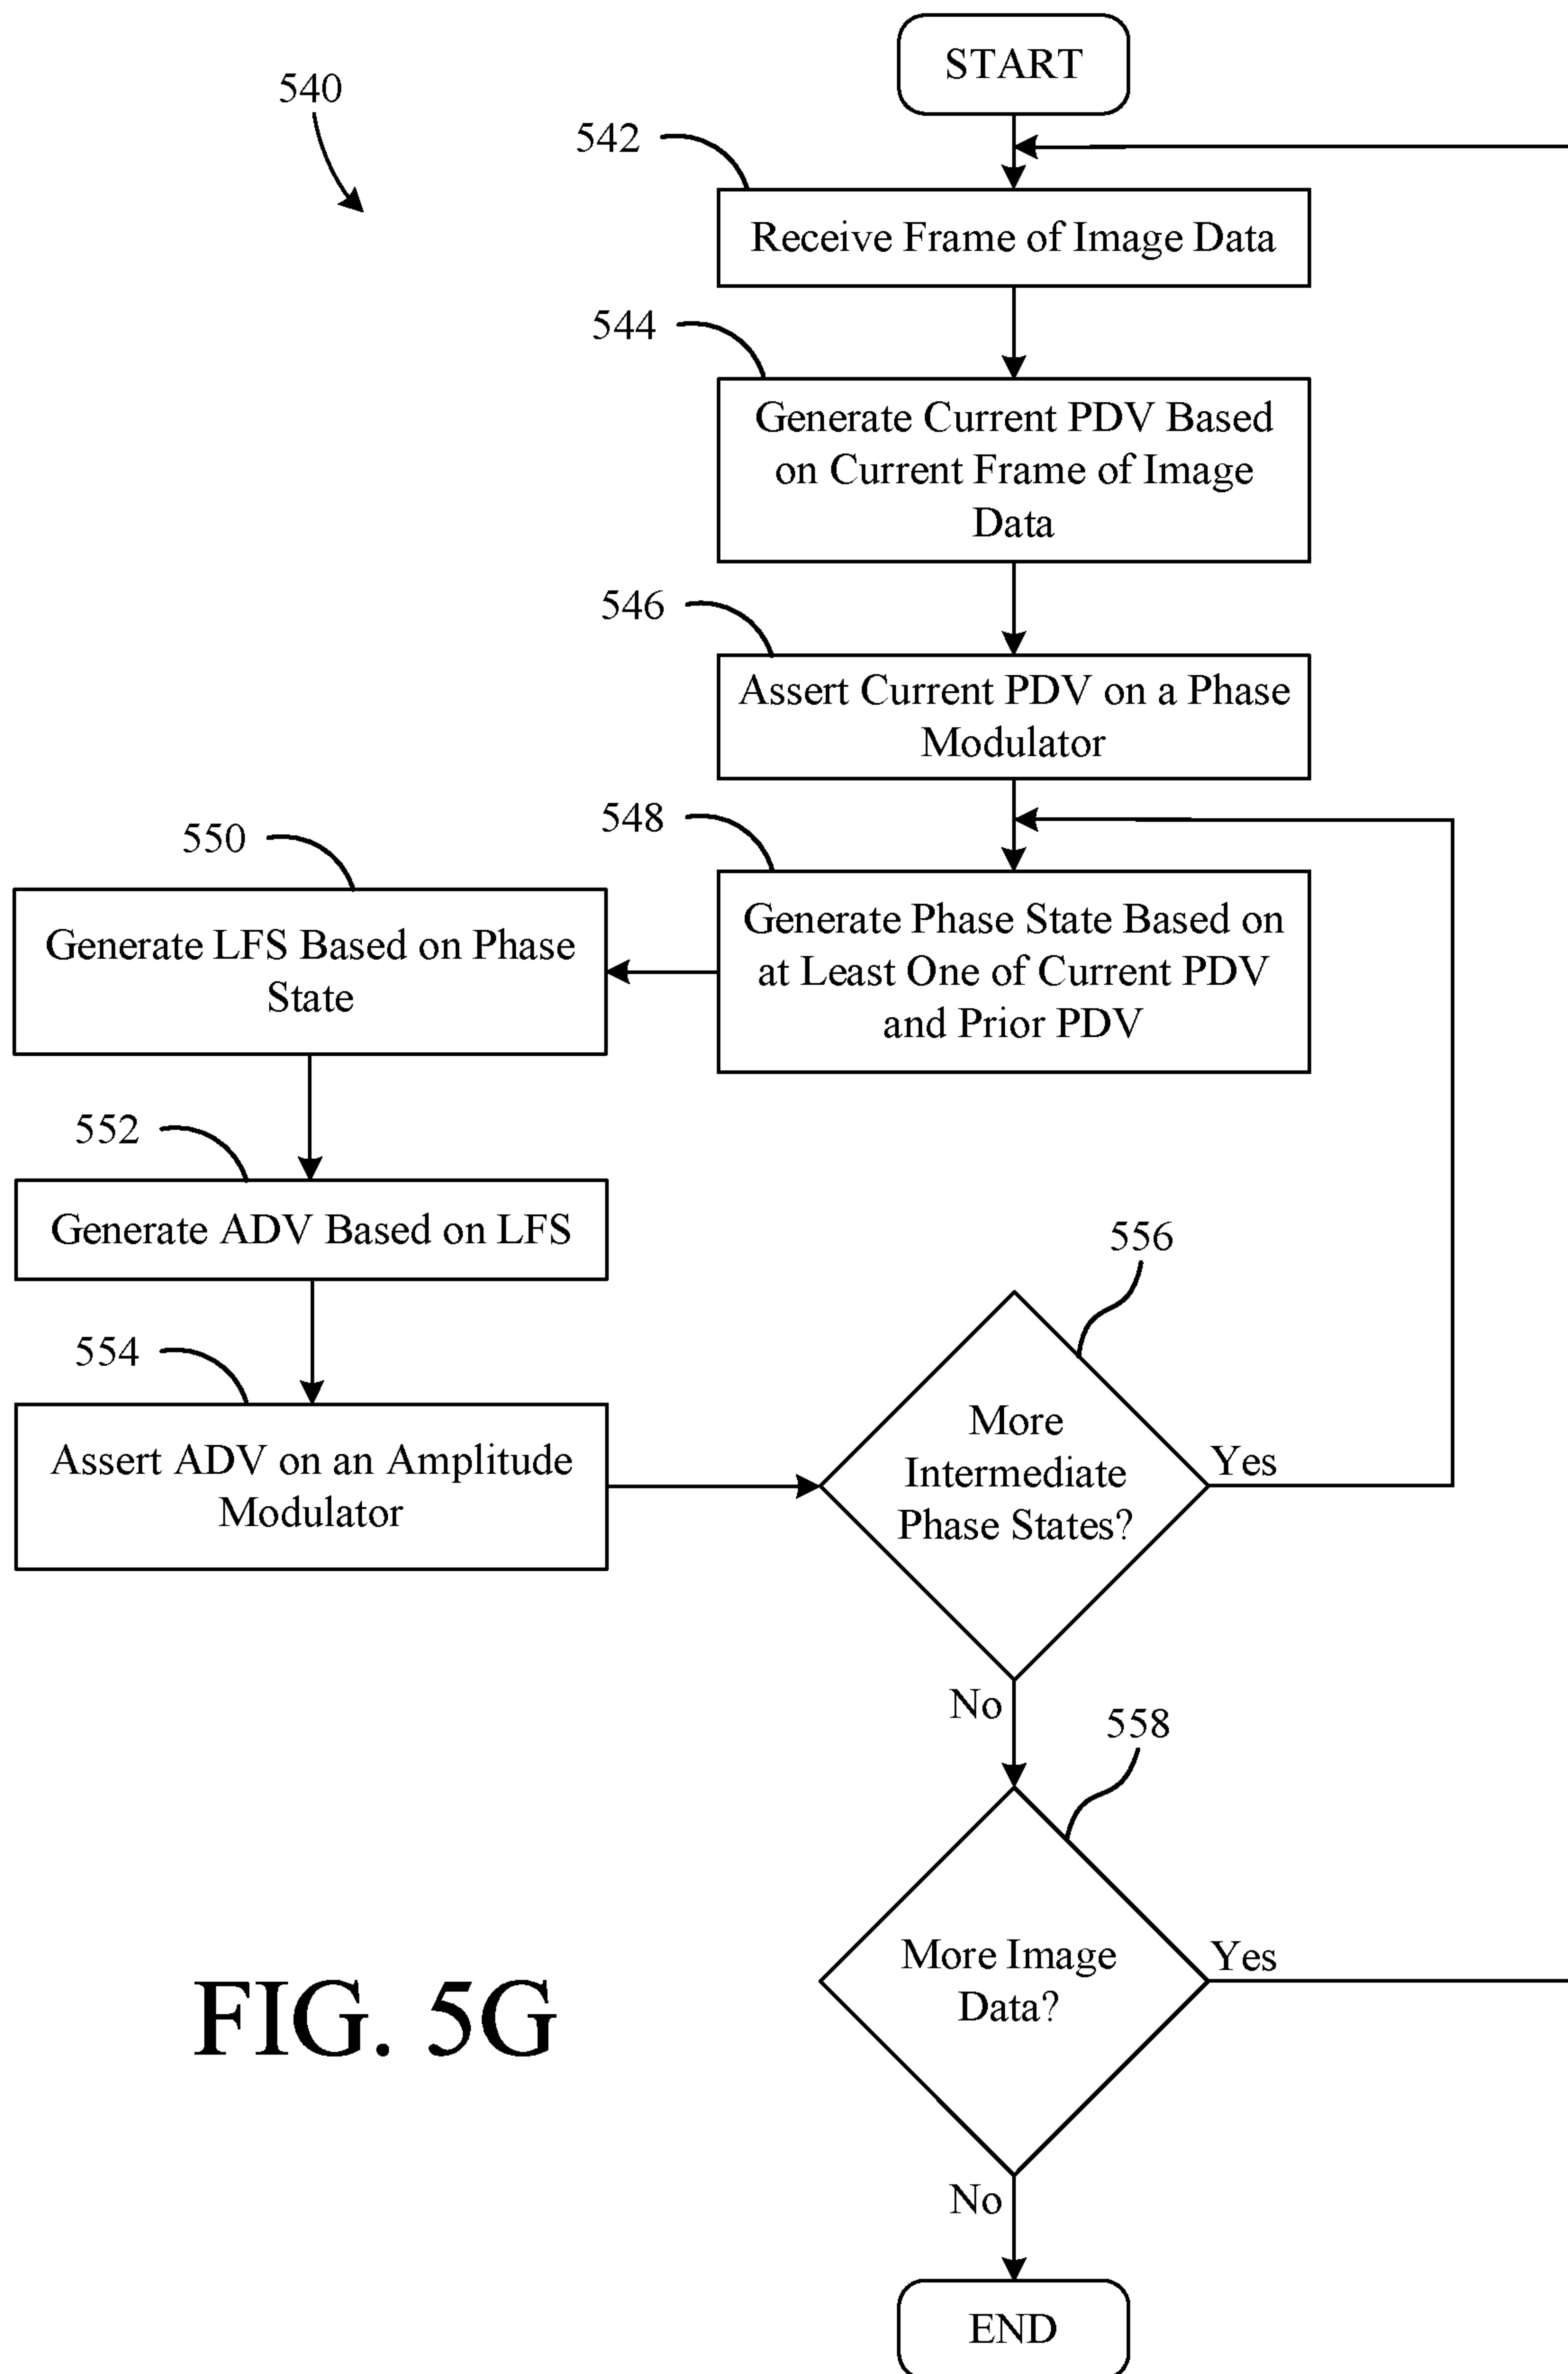 START
540
542
Receive Frame of Image Data
544
Generate Current PDV Based
on Current Frame of Image
Data
546
Assert Current PDV on a Phase
Modulator
548
Generate Phase State Based on
at Least One of Current PDV
and Prior PDV
550
Generate LFS Based on Phase
State
552
Generate ADV Based on LFS
554
Assert ADV on an Amplitude
Modulator
556
More
Intermediate
Phase States?
Yes
No
558
More Image
Data?
Yes
No
END
FIG. 5G